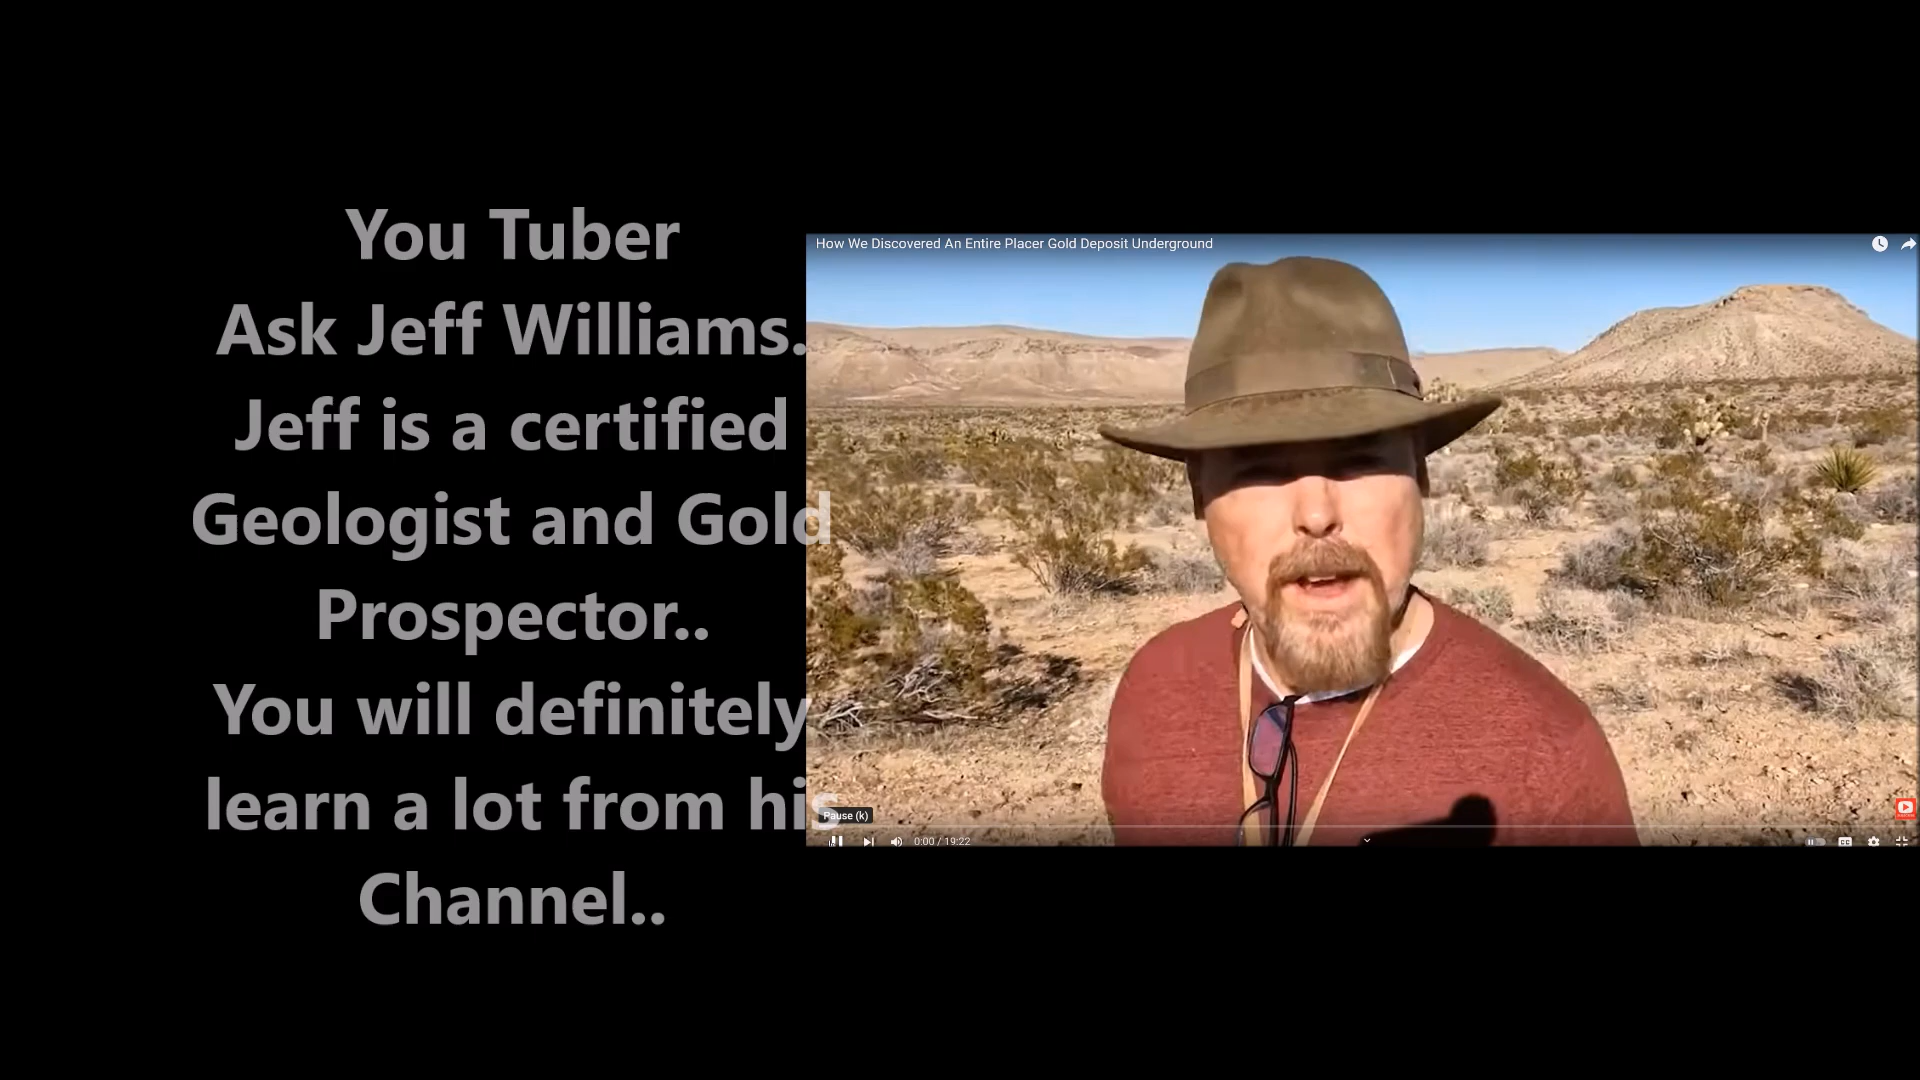 You Tuber
Ask Jeff Williams.
Jeff is a certified
Geologist and Gold
Prospector..
You will definitely
learn a lot from his
Channel..
How We Discovered An Entire Placer Gold Deposit Underground
Pause (k)
0:00 / 19:22